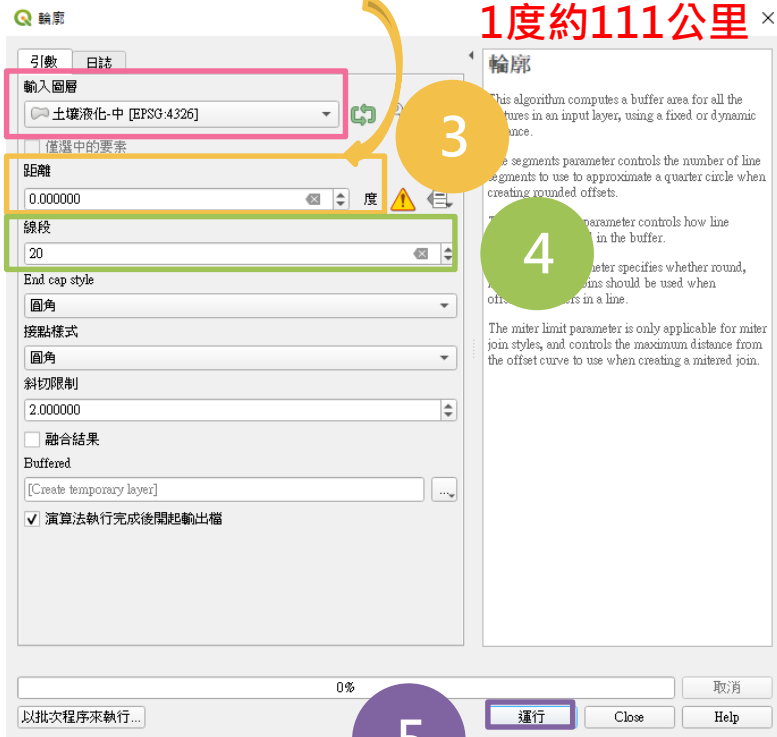 輪廓
1度約111公里
引數 日誌
輸入圖層
土壤液化-中 [EPSG:4326]
僅選中的要素
距離
0.000000 度
線段
20
End cap style
圓角
接點樣式
圓角
斜切限制
2.000000
融合結果
Buffered
[Create temporary layer]
...
演算法執行完成後開起輸出檔
3
4
輪廓
This algorithm computes a buffer area for all the
in an input layer, using a fixed or dynamic
segments parameter controls the number of line
segments to use to approximate a quarter circle when
creating rounded offsets.
parameter controls how line
in the buffer.
specifies whether round,
should be used when
in a line.
The miter limit parameter is only applicable for miter
join styles, and controls the maximum distance from
the offset curve to use when creating a mitered join.
0%
取消
以批次程序來執行...
5
運行
Close
Help